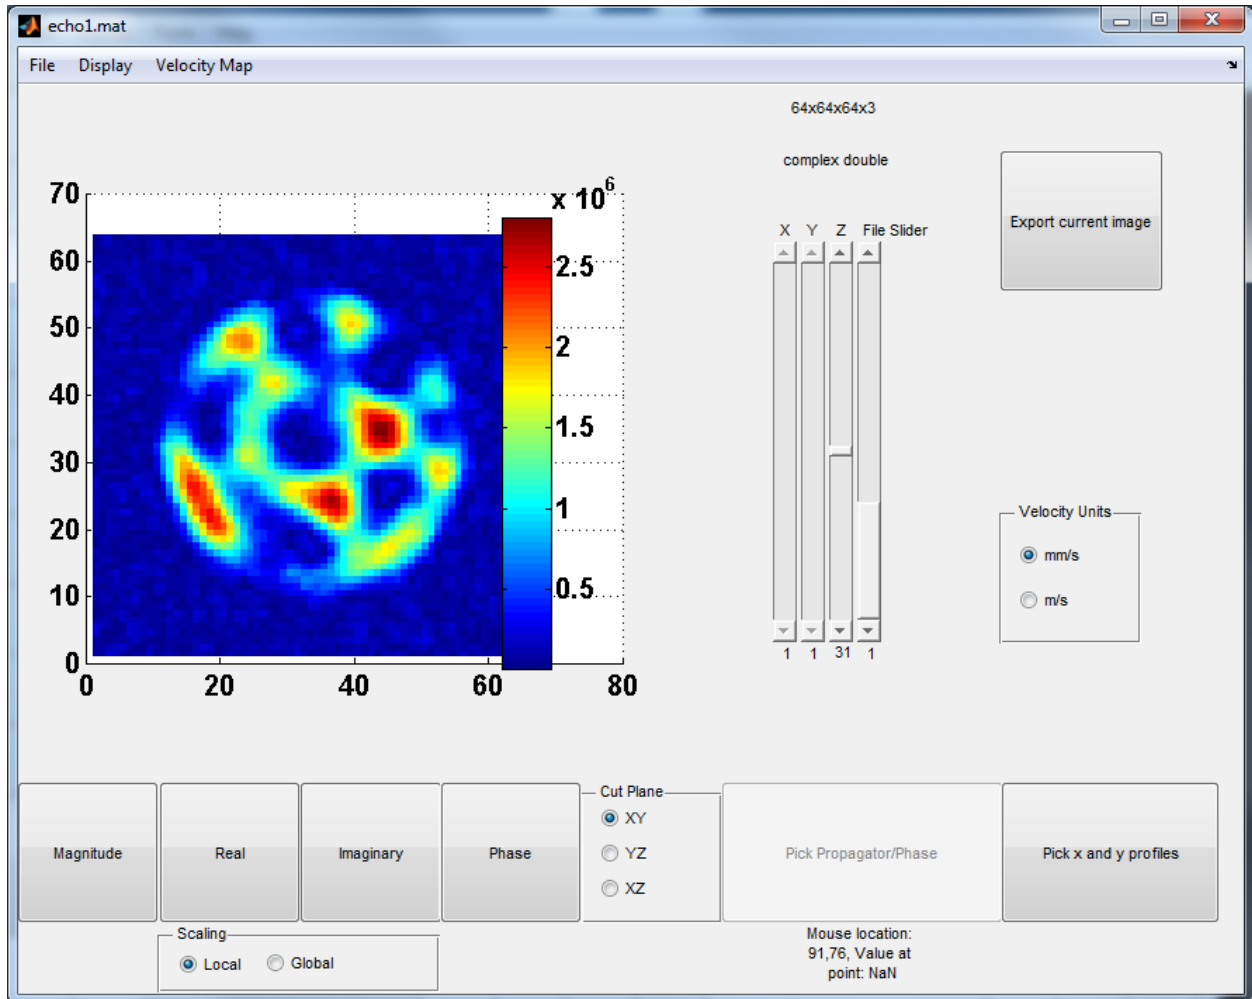 echo1.mat
File Display Velocity Map
64x64x64x3
complex double
Export current image
X Y Z File Slider
1 1 31 1
Velocity Units
mm/s
m/s
x 10^6
70
60
50
40
30
20
10
0
0 20 40 60 80
2.5
2
1.5
1
0.5
Magnitude
Real
Imaginary
Phase
Cut Plane
XY
YZ
XZ
Pick Propagator/Phase
Pick x and y profiles
Scaling
Local Global
Mouse location:
91,76, Value at
point: NaN